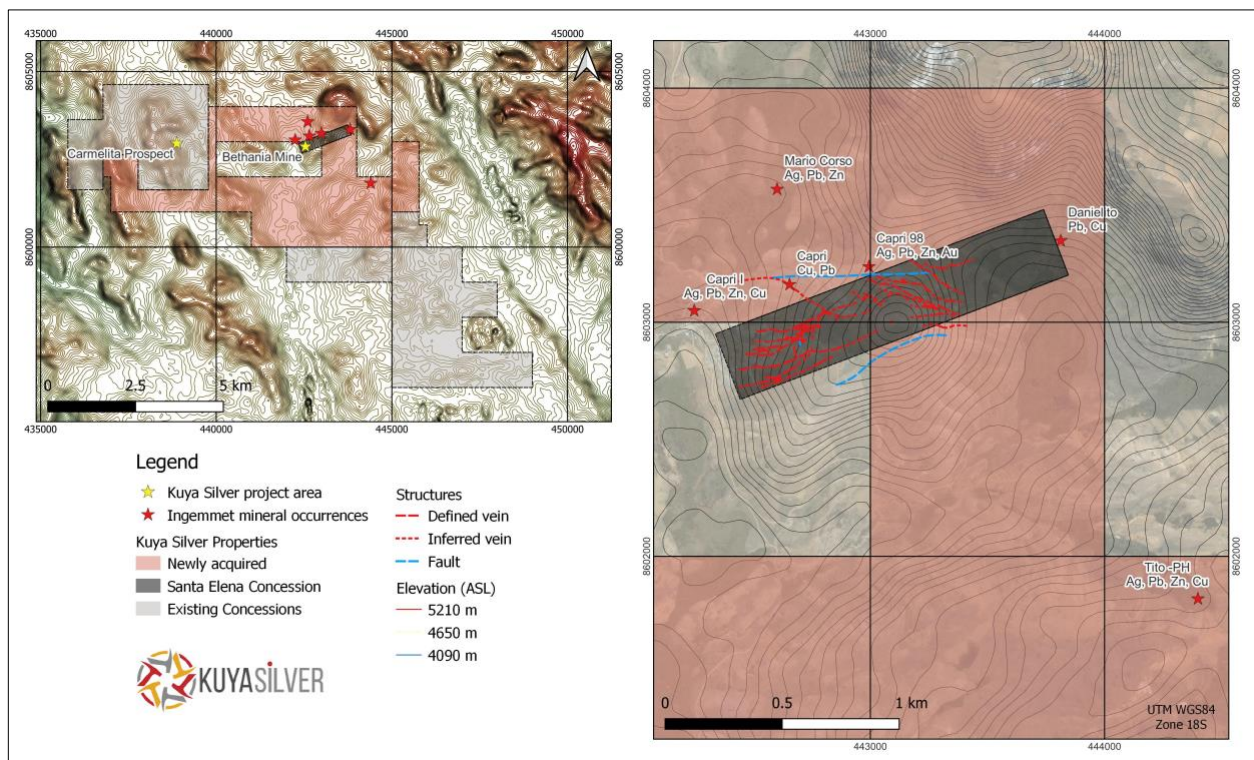 435000
440000
445000
450000
8605000
8605000
Carmelita Prospect
Bethania Mine
8600000
8600000
0
2.5
5 km
435000
440000
445000
450000
Legend
Kuya Silver project area
Ingemmet mineral occurrences
Kuya Silver Properties
Newly acquired
Santa Elena Concession
Existing Concessions
Structures
Defined vein
Inferred vein
Fault
Elevation (ASL)
5210 m
4650 m
4090 m
KUYASILVER
443000
444000
8604000
8604000
Mario Corso
Ag, Pb, Zn
Danielito
Pb, Cu
Capri 98
Ag, Pb, Zn, Au
Capri
Cu, Pb
Capri I
Ag, Pb, Zn, Cu
8603000
8603000
8602000
8602000
Tito -PH
Ag, Pb, Zn, Cu
0
0.5
1 km
UTM WGS84
Zone 18S
443000
444000